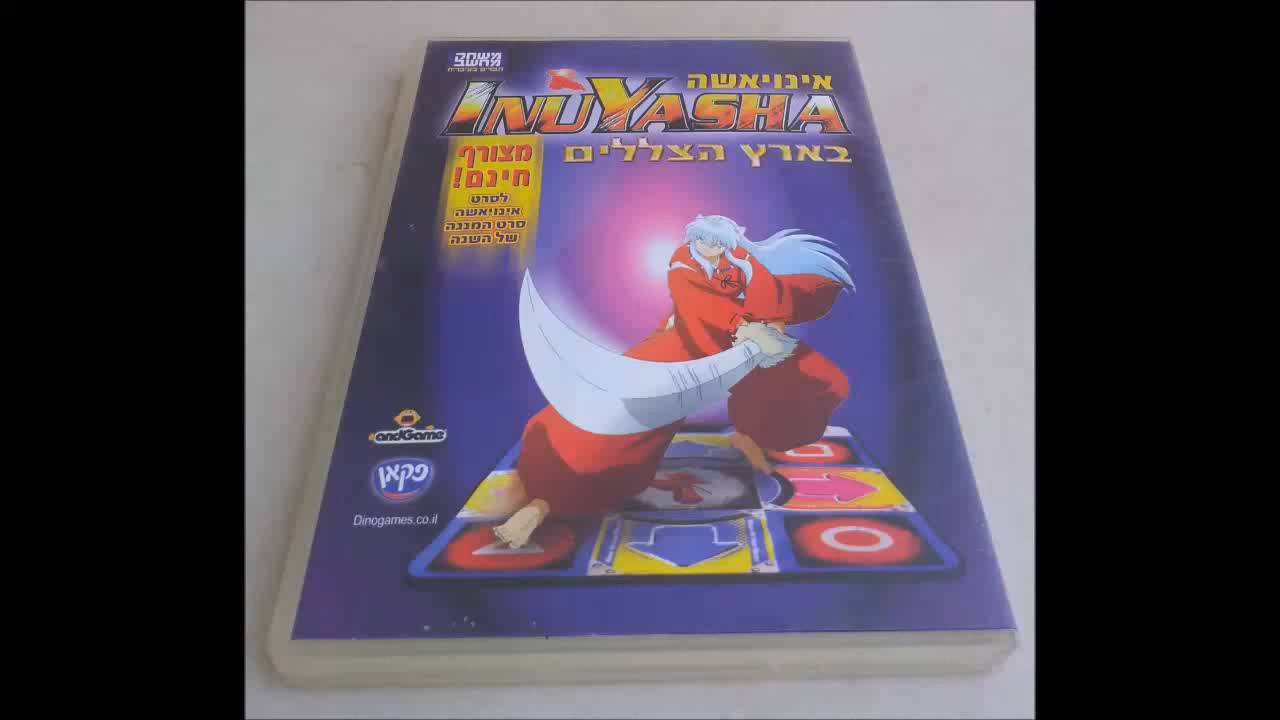 משחק
מחשב
אינויאשה
INUYASHA
בארץ הצללים
מצורף
חינם!
לסרט
אינויאשה
סרט המנגה
של השנה
andGame
פקאן
Dinogames.co.il